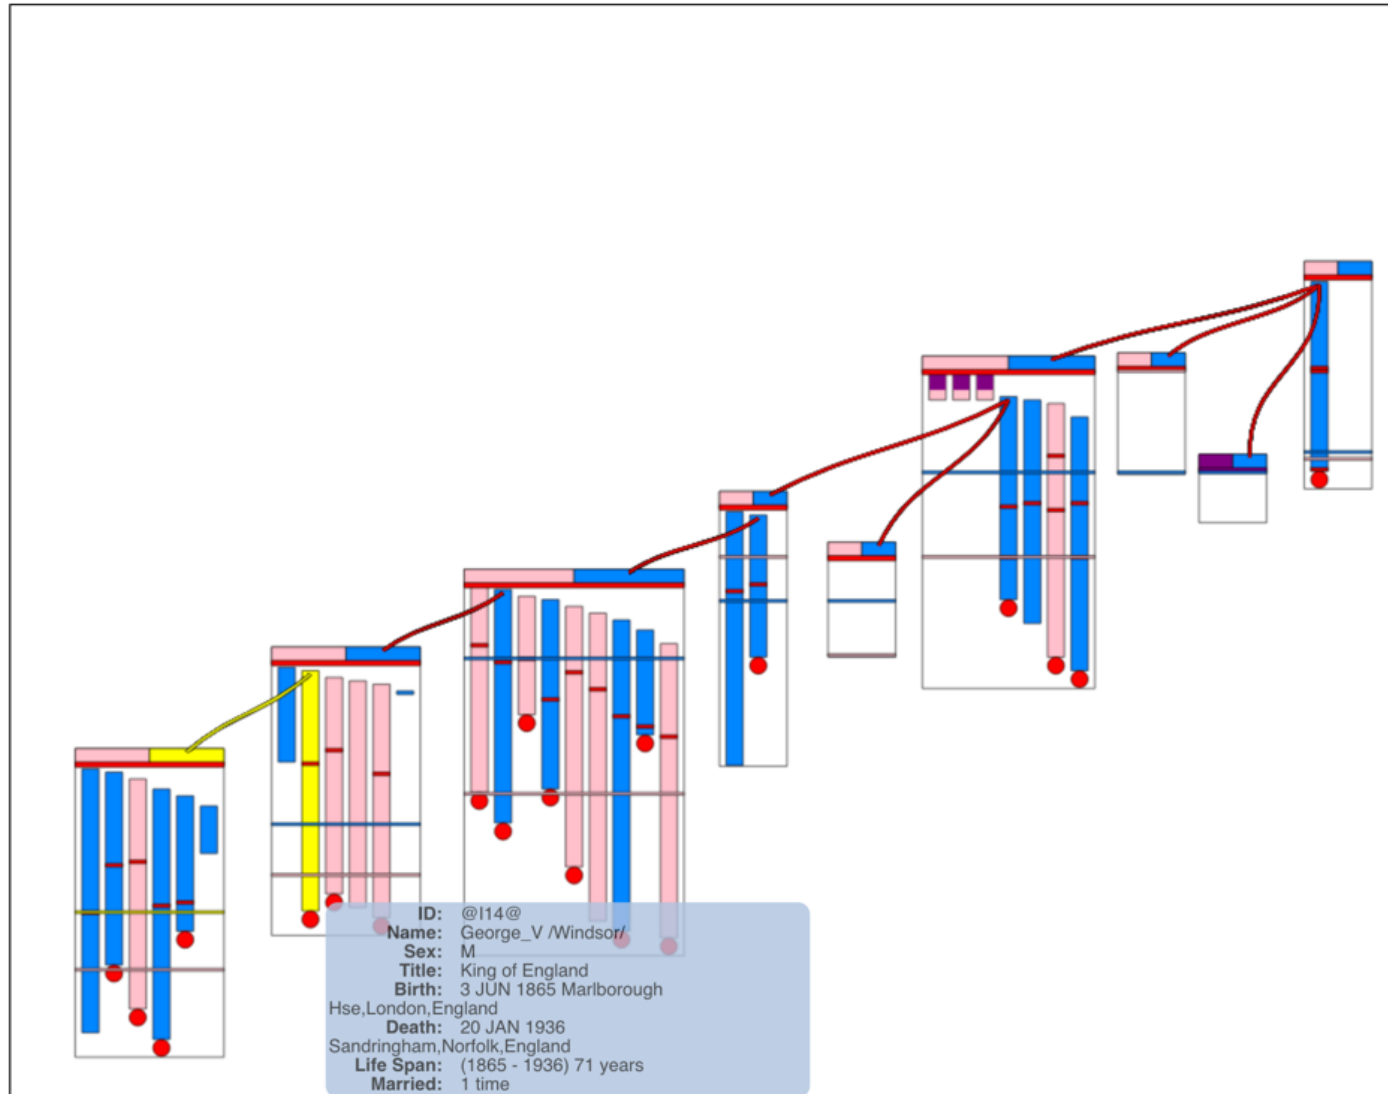 ID: @I14@
Name: George_V /Windsor/
Sex: M
Title: King of England
Birth: 3 JUN 1865 Marlborough
Hse,London,England
Death: 20 JAN 1936
Sandringham,Norfolk,England
Life Span: (1865 - 1936) 71 years
Married: 1 time